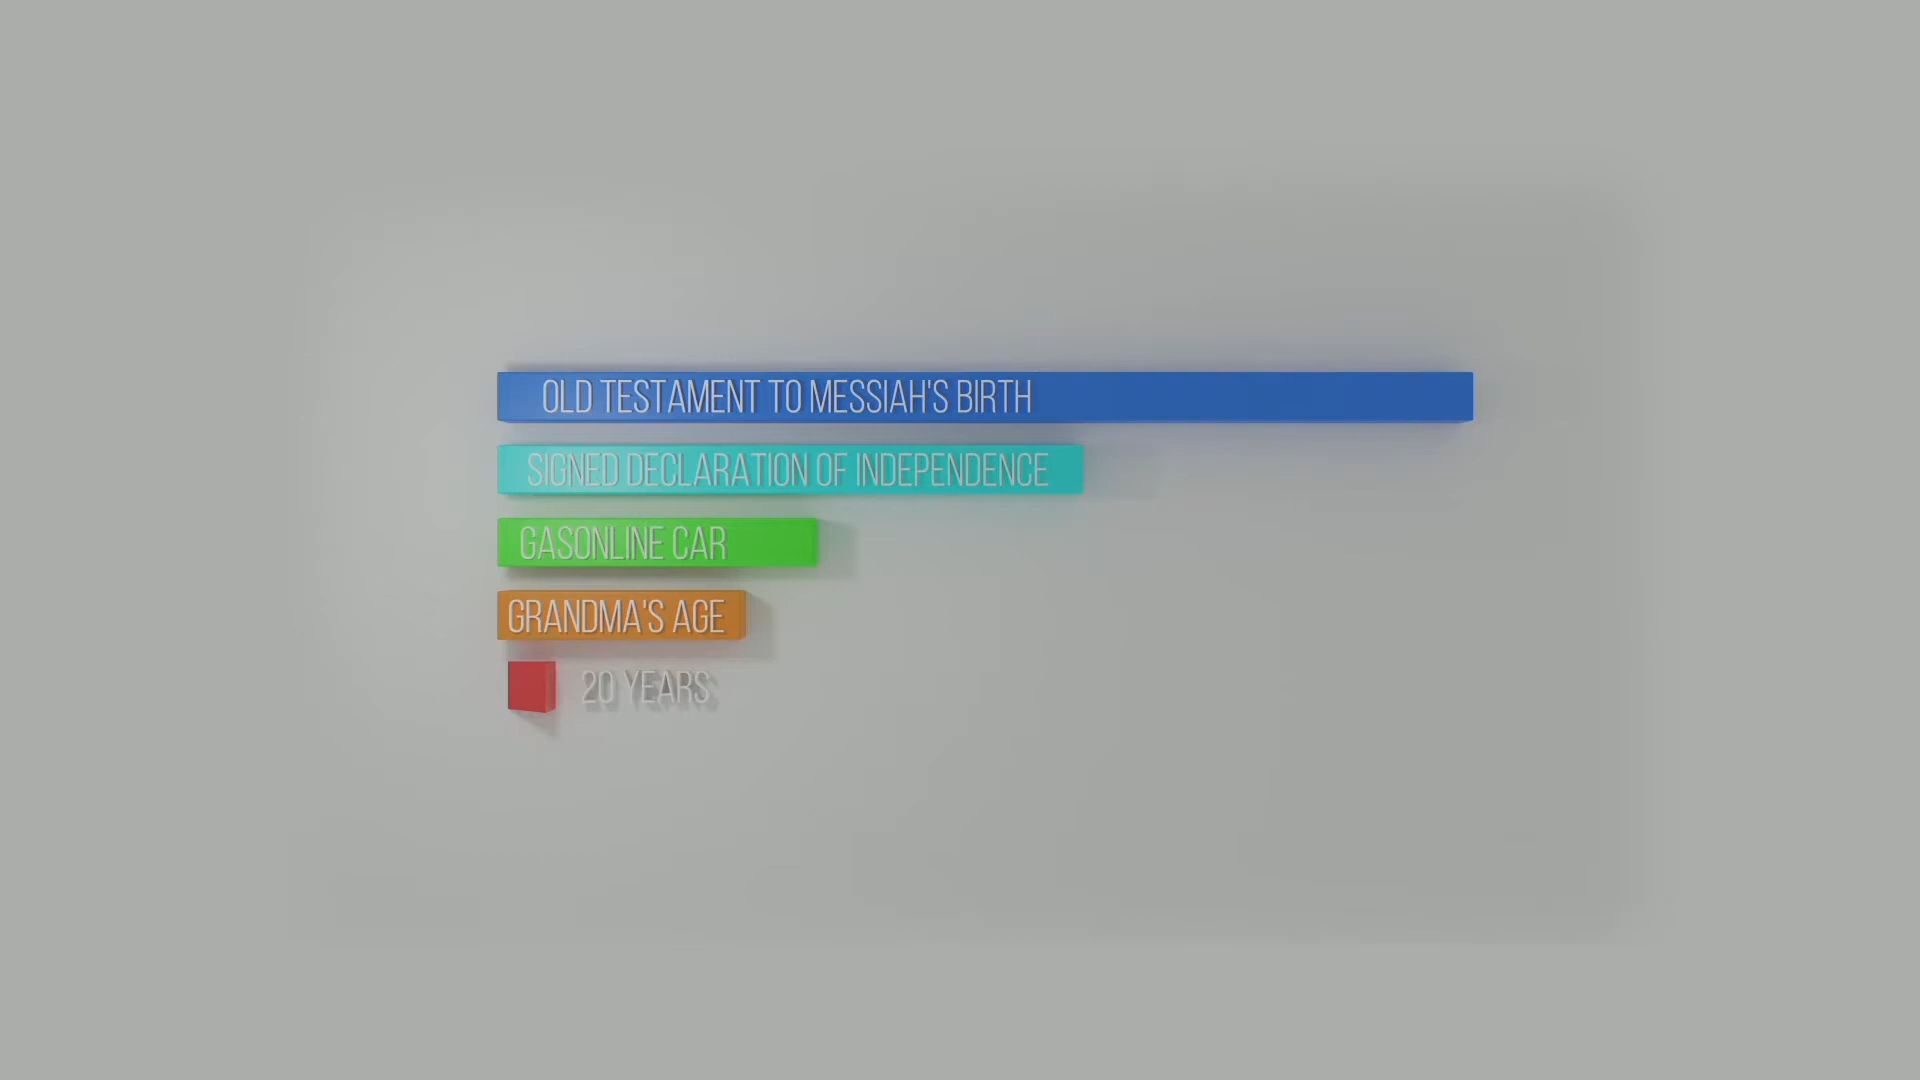 OLD TESTAMENT TO MESSIAH'S BIRTH
SIGNED DECLARATION OF INDEPENDENCE
GASONLINE CAR
GRANDMA'S AGE
20 YEARS